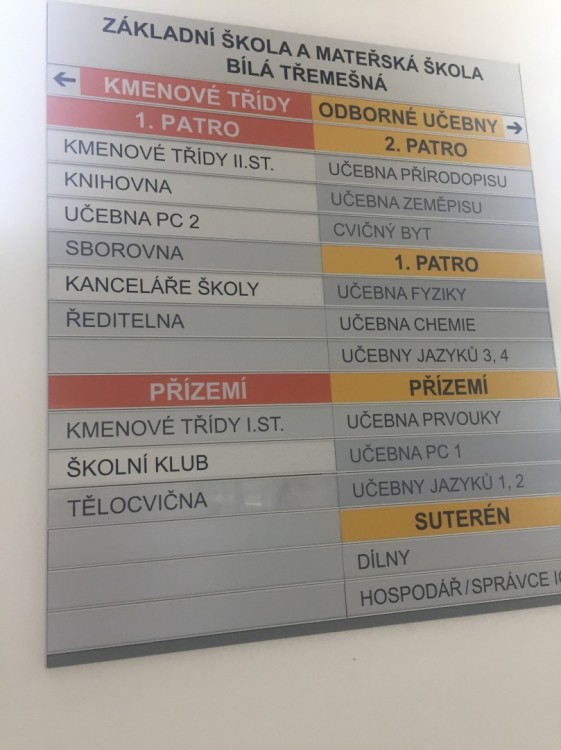 ZÁKLADNÍ ŠKOLA A MATEŘSKÁ ŠKOLA
BÍLÁ TŘEMEŠNÁ
KMENOVÉ TŘÍDY
1. PATRO
KMENOVÉ TŘÍDY II.ST.
KNIHOVNA
UČEBNA PC 2
SBOROVNA
KANCELÁŘE ŠKOLY
ŘEDITELNA
PŘÍZEMÍ
KMENOVÉ TŘÍDY I.ST.
ŠKOLNÍ KLUB
TĚLOCVIČNA
ODBORNÉ UČEBNY
2. PATRO
UČEBNA PŘÍRODOPISU
UČEBNA ZEMĚPISU
CVIČNÝ BYT
1. PATRO
UČEBNA FYZIKY
UČEBNA CHEMIE
UČEBNY JAZYKŮ 3, 4
PŘÍZEMÍ
UČEBNA PRVOUKY
UČEBNA PC 1
UČEBNY JAZYKŮ 1, 2
SUTERÉN
DÍLNY
HOSPODÁŘ/SPRÁVCE